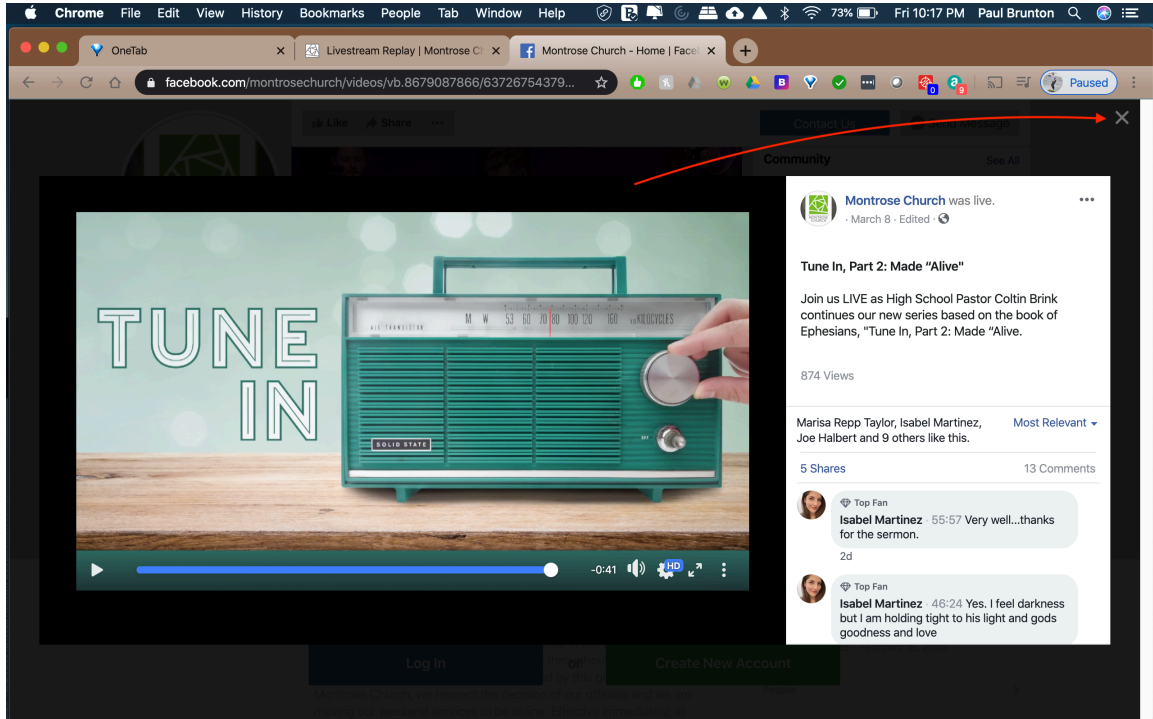 Chrome File Edit View History Bookmarks People Tab Window Help 73% Fri 10:17 PM Paul Brunton
OneTab
Livestream Replay | Montrose Ch
Montrose Church - Home | Face
facebook.com/montrosechurch/videos/vb.8679087866/63726754379...
Paused
Like Share
Contact Us
Send Message
Community See All
Montrose Church was live.
· March 8 · Edited ·
Tune In, Part 2: Made “Alive"
Join us LIVE as High School Pastor Coltin Brink
continues our new series based on the book of
Ephesians, "Tune In, Part 2: Made “Alive.
874 Views
Marisa Repp Taylor, Isabel Martinez,
Joe Halbert and 9 others like this.
Most Relevant
5 Shares 13 Comments
Top Fan
Isabel Martinez · 55:57 Very well...thanks
for the sermon.
2d
Top Fan
Isabel Martinez · 46:24 Yes. I feel darkness
but I am holding tight to his light and gods
goodness and love
TUNE
IN
ALL TRANSISTOR M W 53 60 70 80 100 120 160 KILOCYCLES
SOLID STATE
-0:41 HD
Log In or Create New Account